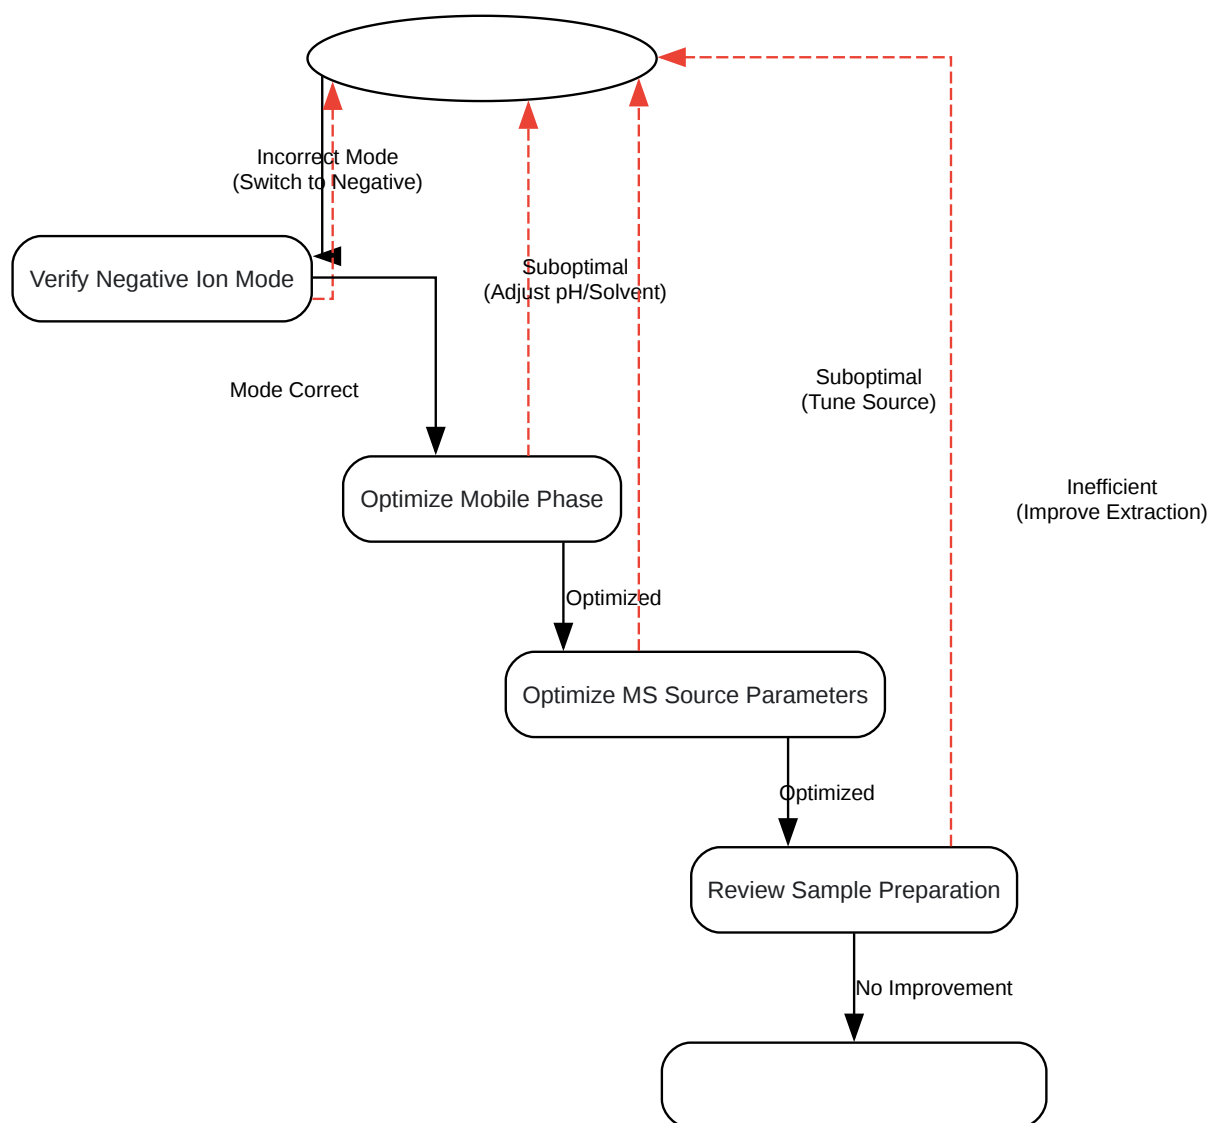 Incorrect Mode
(Switch to Negative)
Verify Negative Ion Mode
Suboptimal
(Adjust pH/Solvent)
Mode Correct
Suboptimal
(Tune Source)
Optimize Mobile Phase
Inefficient
(Improve Extraction)
Optimized
Optimize MS Source Parameters
Optimized
Review Sample Preparation
No Improvement